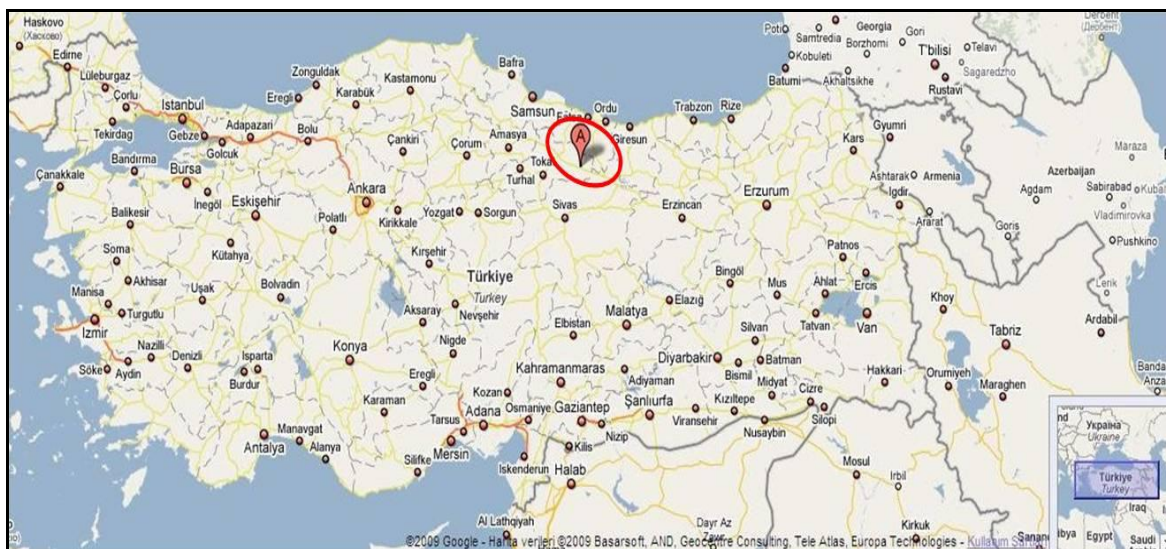 Haskovo
(Хасково)
Edirne
Lüleburgaz
Çorlu
Tekirdag
Istanbul
Gebze
Golcuk
Adapazari
Zonguldak
Eregli
Bolu
Karabük
Kastamonu
Bafra
Samsun
Ordu
Giresun
Trabzon
Rize
Batumi
Poti
Samtredia
Kobuleti
Georgia
Gori
Borzhomi
Akhaltsikhe
T'bilisi
Telavi
Sagaredzho
Rustavi
Derbent
(Дербент)
Bandırma
Çanakkale
Bursa
İnegöl
Balikesir
Eskişehir
Kütahya
Polatlı
Ankara
Kirikkale
Çankiri
Çorum
Amasya
Turhal
A
Yozgat
Sorgun
Sivas
Erzincan
Erzurum
Kars
Gyumri
Ashtarak
Armenia
Igdir
Ararat
Azerbaijan
Maraza
Agdam
Sabirabad
Kubal
Vladimirovka
Goris
Pushkino
Lenk
Soma
Akhisar
Manisa
Turgutlu
Izmir
Uşak
Bolvadin
Kırşehir
Türkiye
Turkey
Nevşehir
Aksaray
Nigde
Elbistan
Malatya
Elazığ
Bingöl
Mus
Patnos
Ahlat
Ercis
Tatvan
Van
Khoy
Tabriz
Ardabil
Nazilli
Söke
Aydin
Denizli
Isparta
Burdur
Konya
Eregli
Karaman
Kahramanmaras
Adiyaman
Diyarbakir
Silvan
Batman
Bismil
Midyat
Cizre
Hakkari
Orumiyeh
Maraghen
Kozan
Osmaniye
Gaziantep
Şanlıurfa
Viransehir
Kızıltepe
Nusaybin
Silopi
Tarsus
Adana
Mersin
Nizip
Kilis
Iskenderun
Halab
Antalya
Manavgat
Alanya
Silifke
Al Lathqiyah
Dayr Az
Mosul
Irbil
Kirkuk
Україна
Ukraine
Türkiye
Turkey
Iraq
Egypt
Saudi
©2009 Google - Harita verileri ©2009 Basarsoft, AND, Geocentre Consulting, Tele Atlas, Europa Technologies -